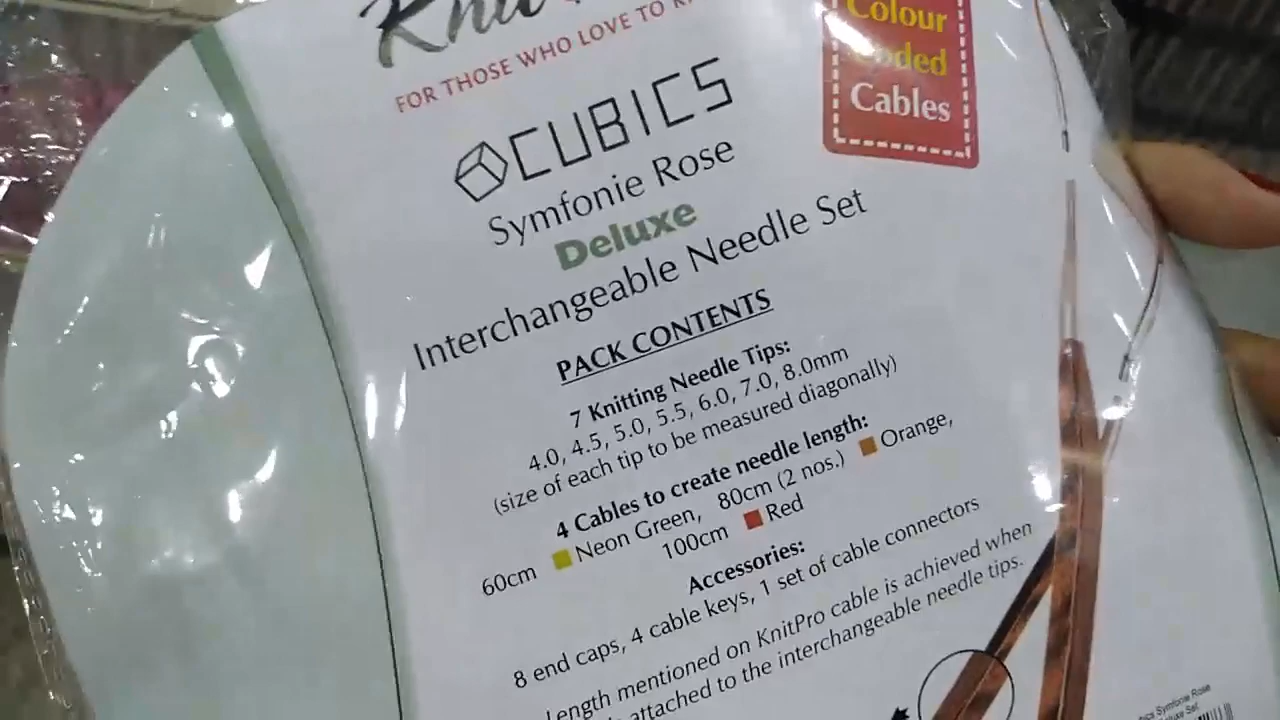 FOR THOSE WHO LOVE TO
Colour
Coded
Cables
CUBICS
Symfonie Rose
Deluxe
Interchangeable Needle Set
PACK CONTENTS
7 Knitting Needle Tips:
4.0, 4.5, 5.0, 5.5, 6.0, 7.0, 8.0mm
(size of each tip to be measured diagonally)
4 Cables to create needle length:
60cm Neon Green, 80cm (2 nos.) Orange,
100cm Red
Accessories:
8 end caps, 4 cable keys, 1 set of cable connectors
Length mentioned on KnitPro cable is achieved when
attached to the interchangeable needle tips.
Symfonie Rose
Set